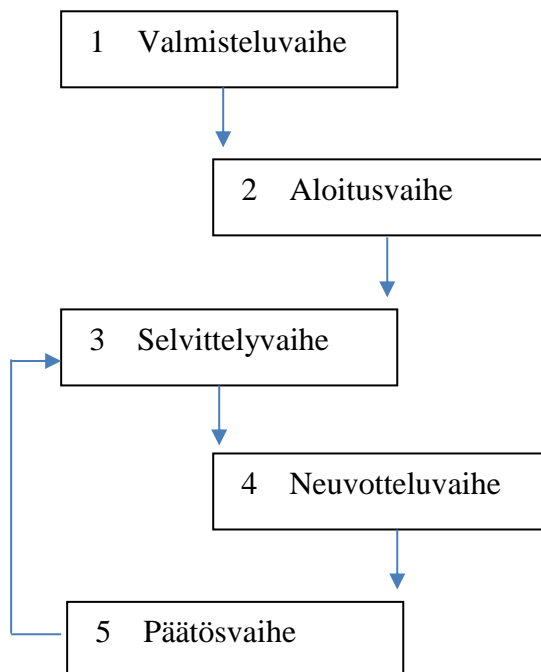 1 Valmisteluvaihe
2 Aloitusvaihe
3 Selvittelyvaihe
4 Neuvotteluvaihe
5 Päätösvaihe